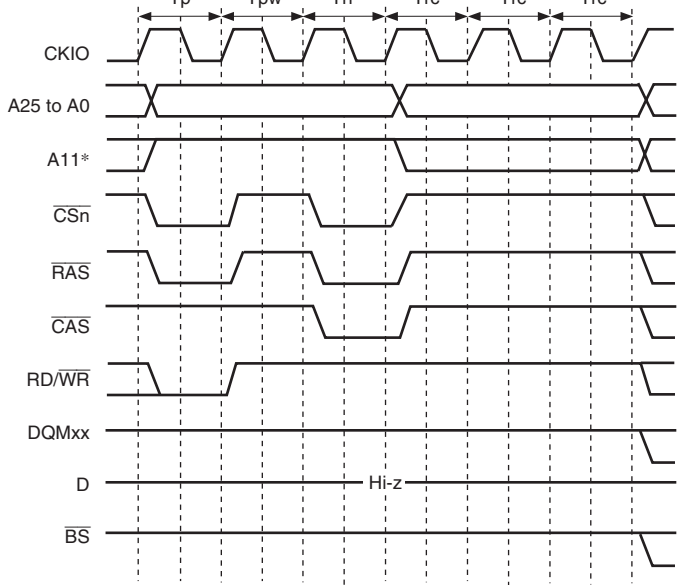 CKIO
A25 to A0
A11*
CSn
RAS
CAS
RD/WR
DQMxx
D
Hi-z
BS